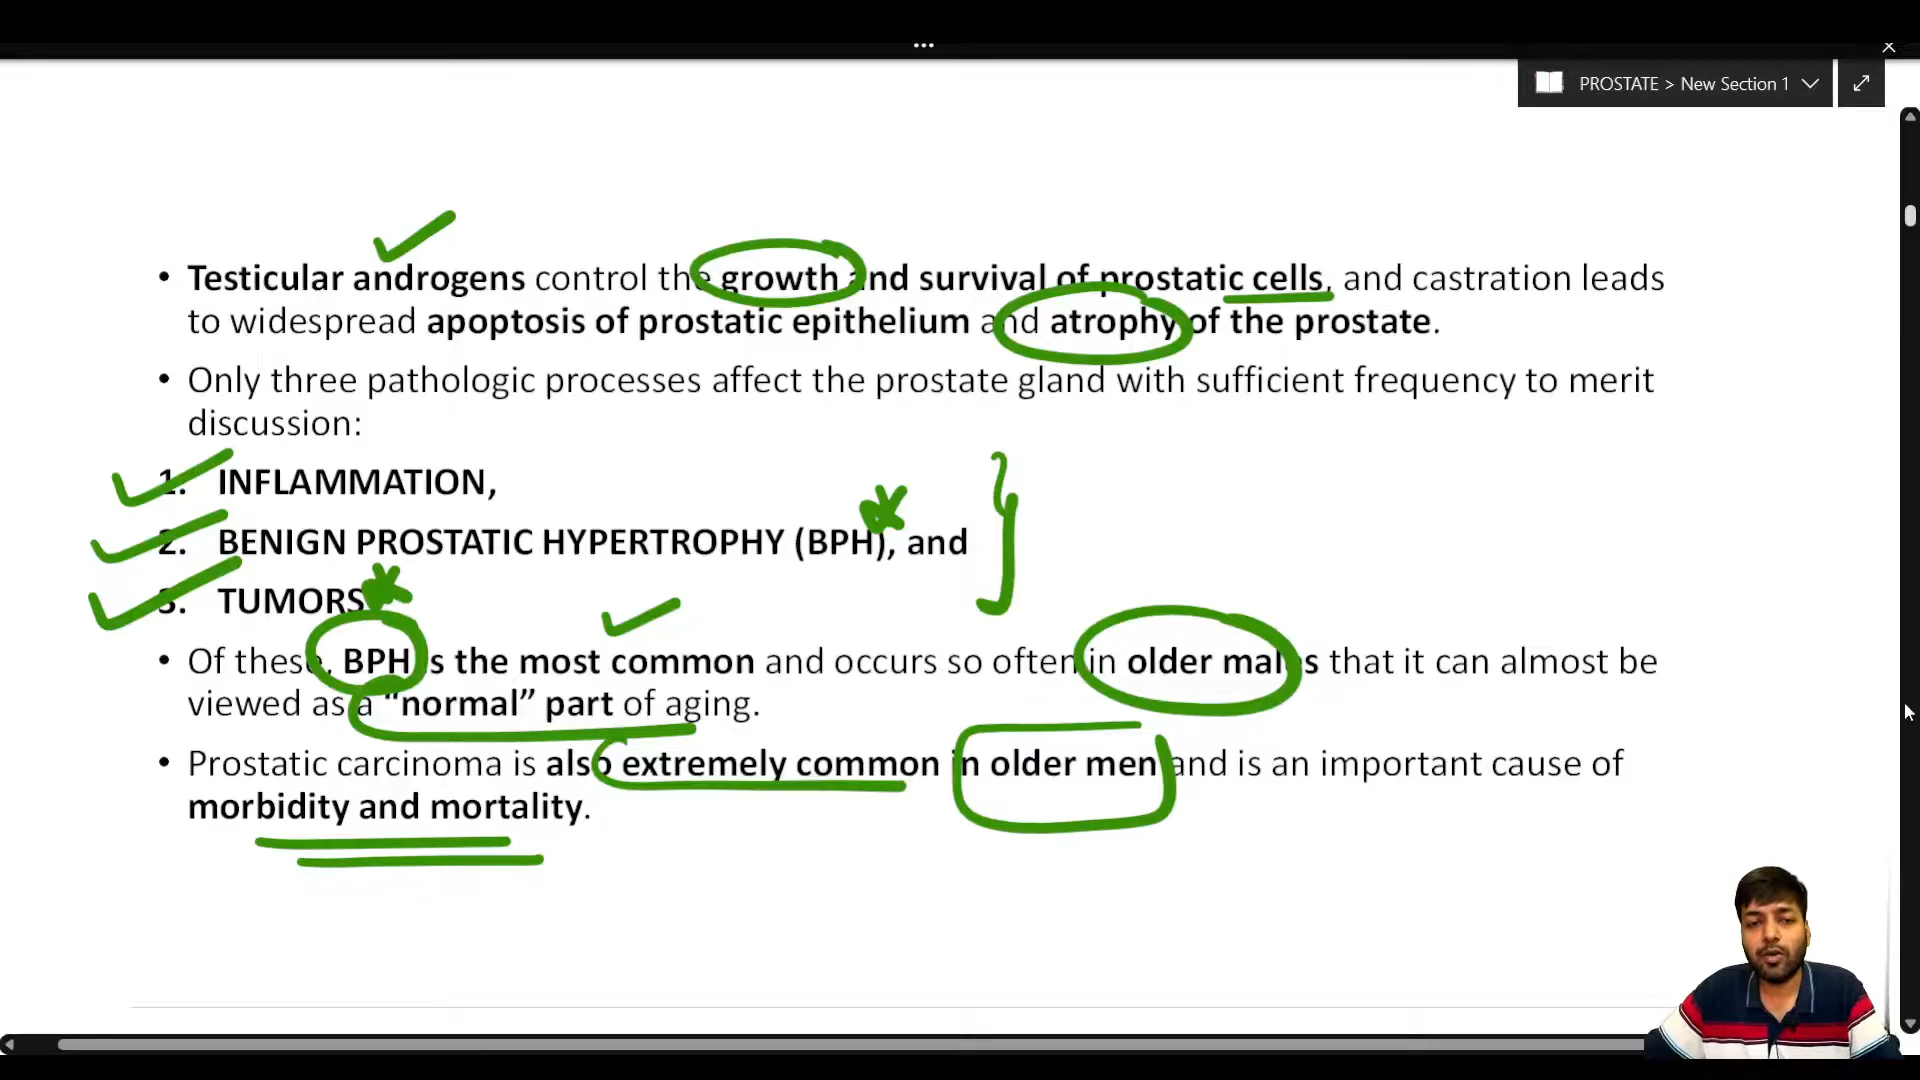 PROSTATE > New Section 1
• Testicular androgens control the growth and survival of prostatic cells, and castration leads
to widespread apoptosis of prostatic epithelium and atrophy of the prostate.
• Only three pathologic processes affect the prostate gland with sufficient frequency to merit
discussion:
1. INFLAMMATION,
2. BENIGN PROSTATIC HYPERTROPHY (BPH), and
3. TUMORS
• Of these, BPH is the most common and occurs so often in older males that it can almost be
viewed as a “normal” part of aging.
• Prostatic carcinoma is also extremely common in older men and is an important cause of
morbidity and mortality.